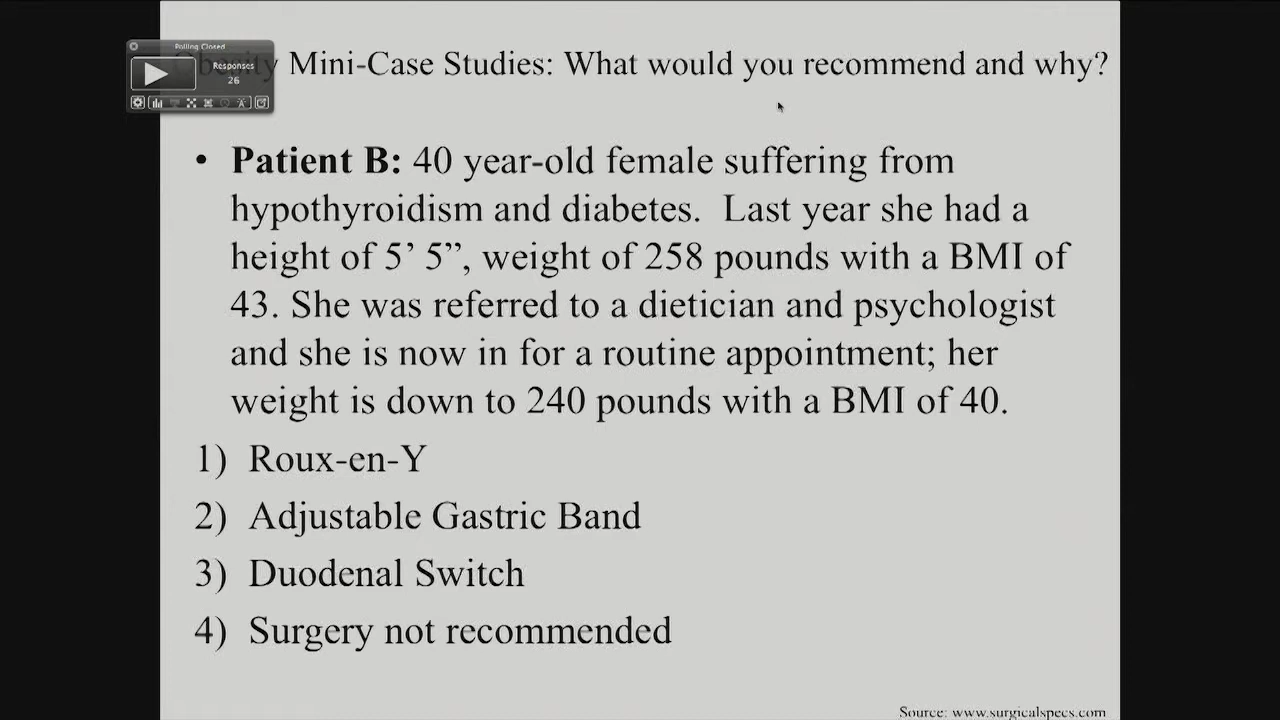 Polling Closed
Responses
26
Obesity Mini-Case Studies: What would you recommend and why?
• Patient B: 40 year-old female suffering from
hypothyroidism and diabetes. Last year she had a
height of 5’ 5”, weight of 258 pounds with a BMI of
43. She was referred to a dietician and psychologist
and she is now in for a routine appointment; her
weight is down to 240 pounds with a BMI of 40.
1) Roux-en-Y
2) Adjustable Gastric Band
3) Duodenal Switch
4) Surgery not recommended
Source: www.surgicalspecs.com